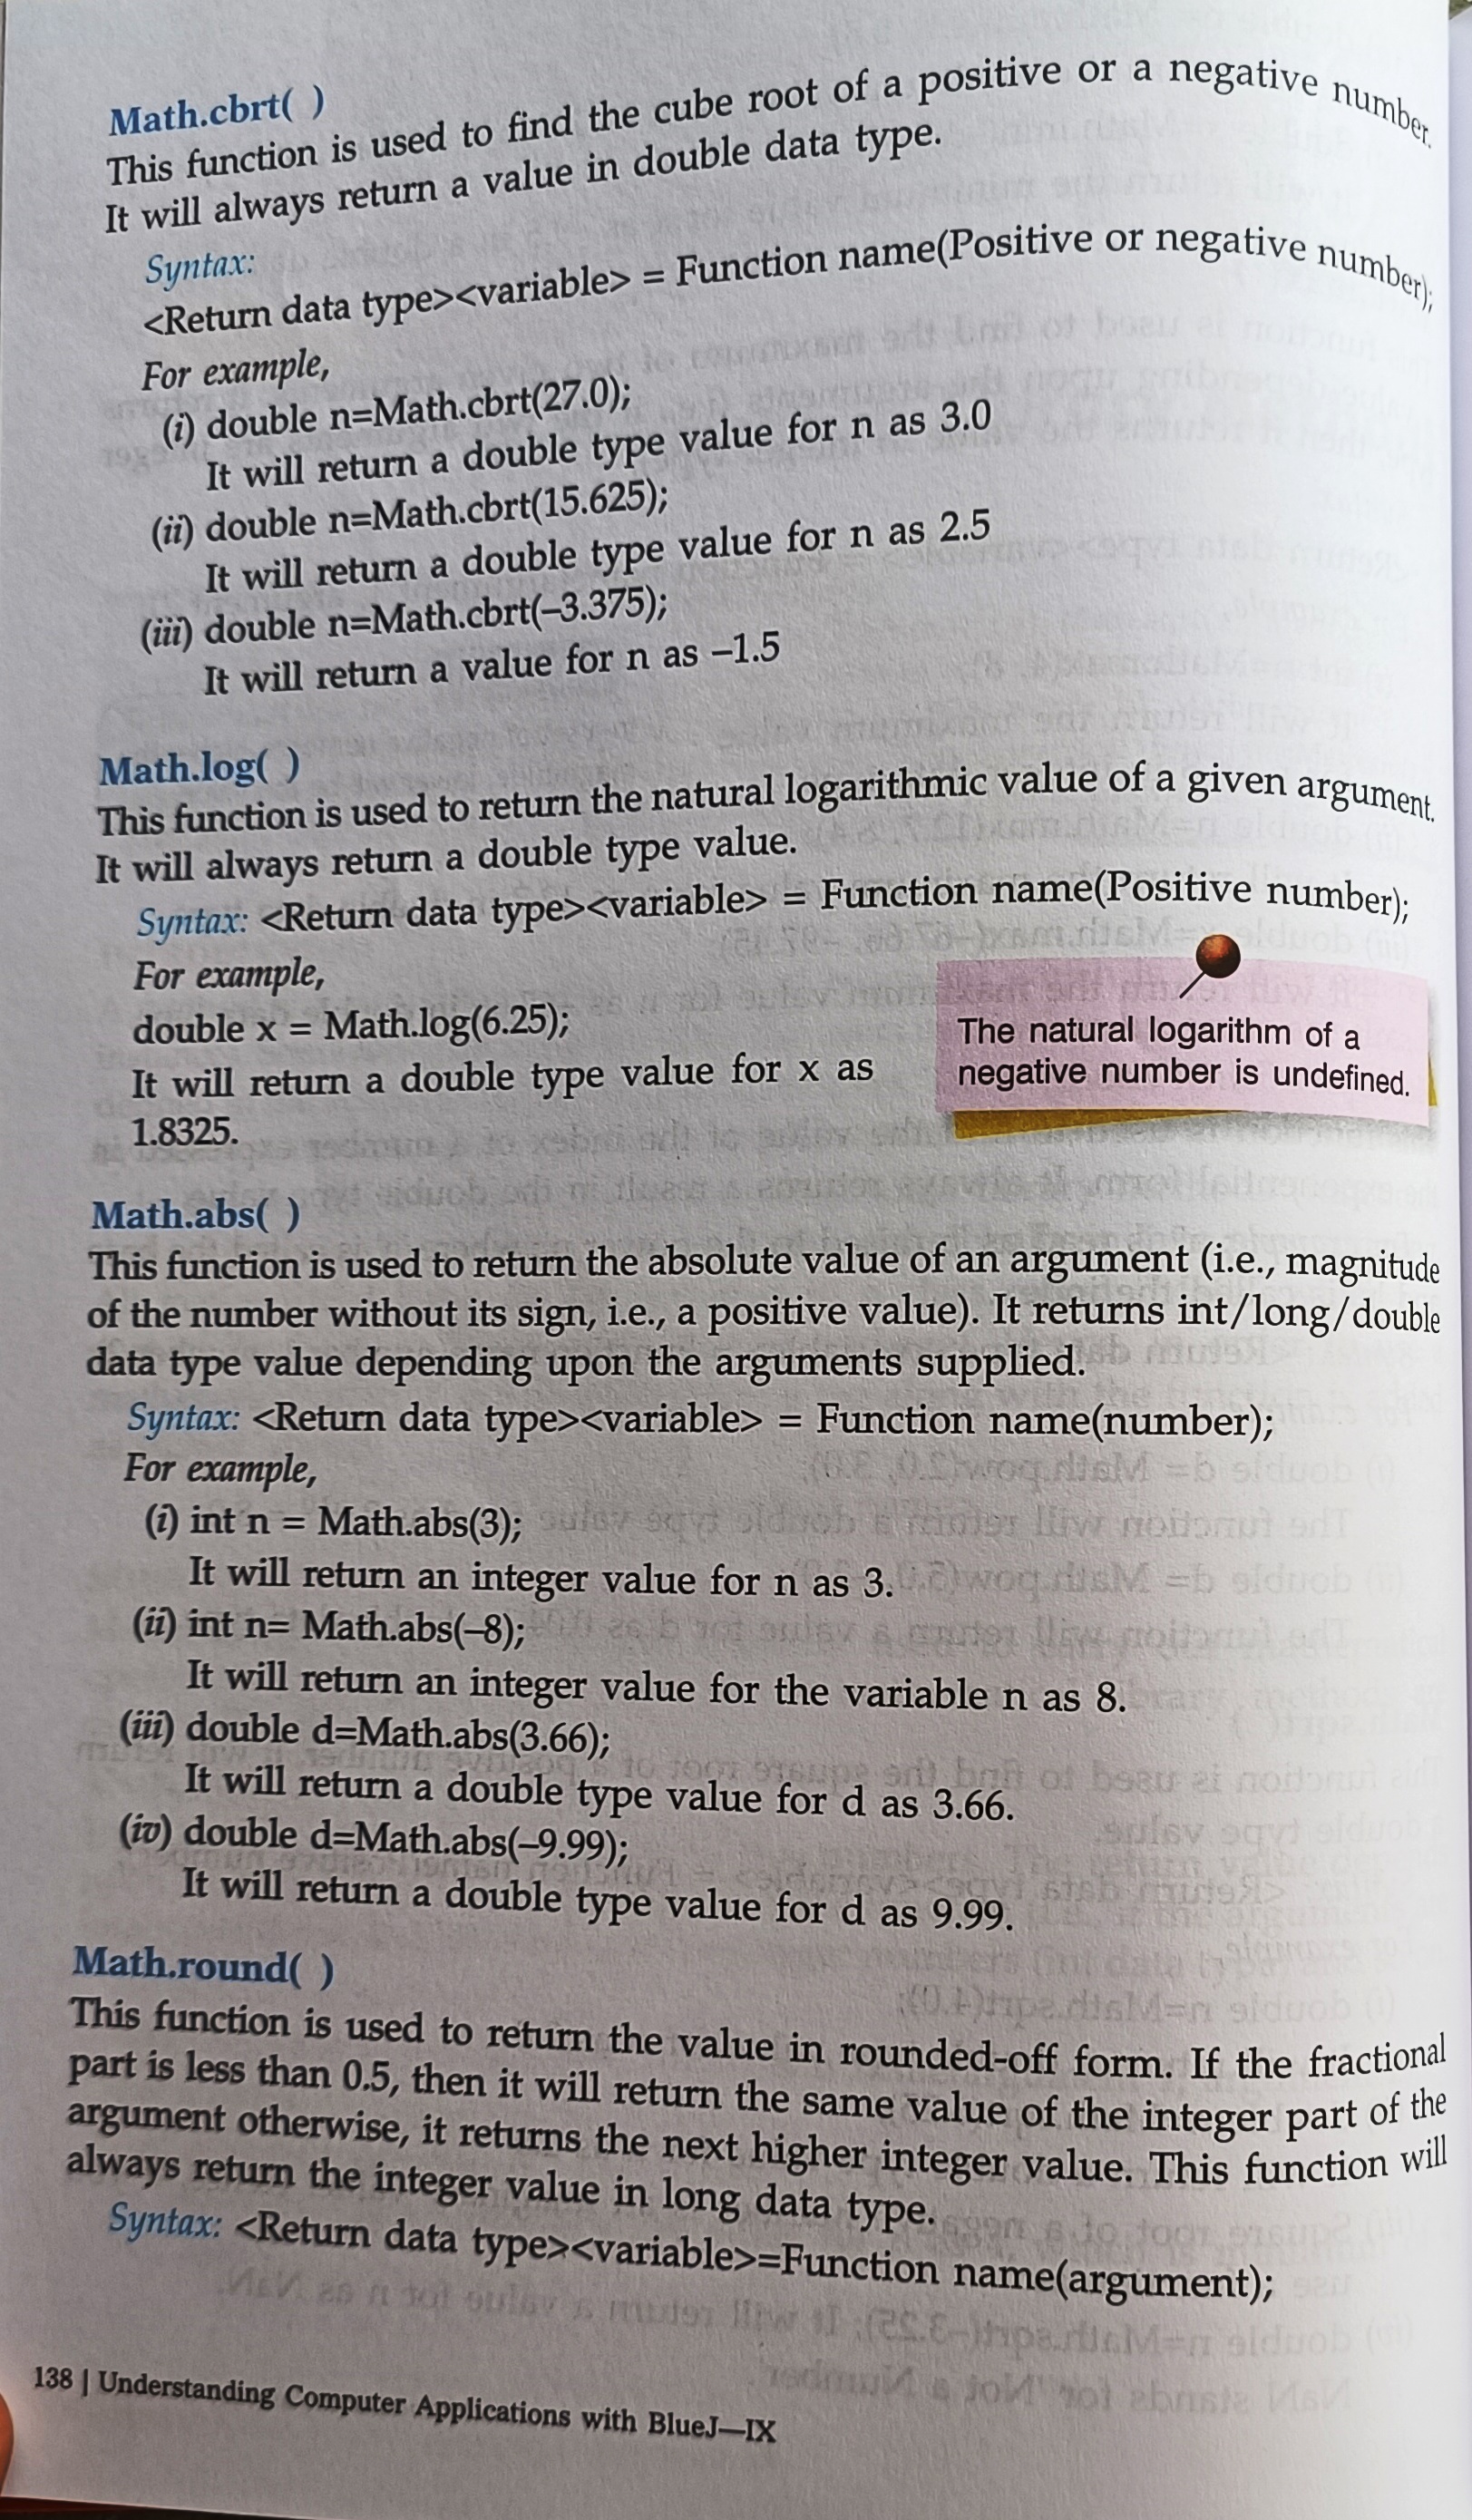 Math.cbrt( )
This function is used to find the cube root of a positive or a negative number.
It will always return a value in double data type.
Syntax:
<Return data type><variable> = Function name(Positive or negative number);
For example,
(i) double n=Math.cbrt(27.0);
It will return a double type value for n as 3.0
(ii) double n=Math.cbrt(15.625);
It will return a double type value for n as 2.5
(iii) double n=Math.cbrt(–3.375);
It will return a value for n as –1.5
Math.log( )
This function is used to return the natural logarithmic value of a given argument.
It will always return a double type value.
Syntax: <Return data type><variable> = Function name(Positive number);
For example,
double x = Math.log(6.25);
It will return a double type value for x as
1.8325.
The natural logarithm of a
negative number is undefined.
Math.abs( )
This function is used to return the absolute value of an argument (i.e., magnitude
of the number without its sign, i.e., a positive value). It returns int/long/double
data type value depending upon the arguments supplied.
Syntax: <Return data type><variable> = Function name(number);
For example,
(i) int n = Math.abs(3);
It will return an integer value for n as 3.
(ii) int n= Math.abs(–8);
It will return an integer value for the variable n as 8.
(iii) double d=Math.abs(3.66);
It will return a double type value for d as 3.66.
(iv) double d=Math.abs(–9.99);
It will return a double type value for d as 9.99.
Math.round( )
This function is used to return the value in rounded-off form. If the fractional
part is less than 0.5, then it will return the same value of the integer part of the
argument otherwise, it returns the next higher integer value. This function will
always return the integer value in long data type.
Syntax: <Return data type><variable>=Function name(argument);
138 | Understanding Computer Applications with BlueJ—IX